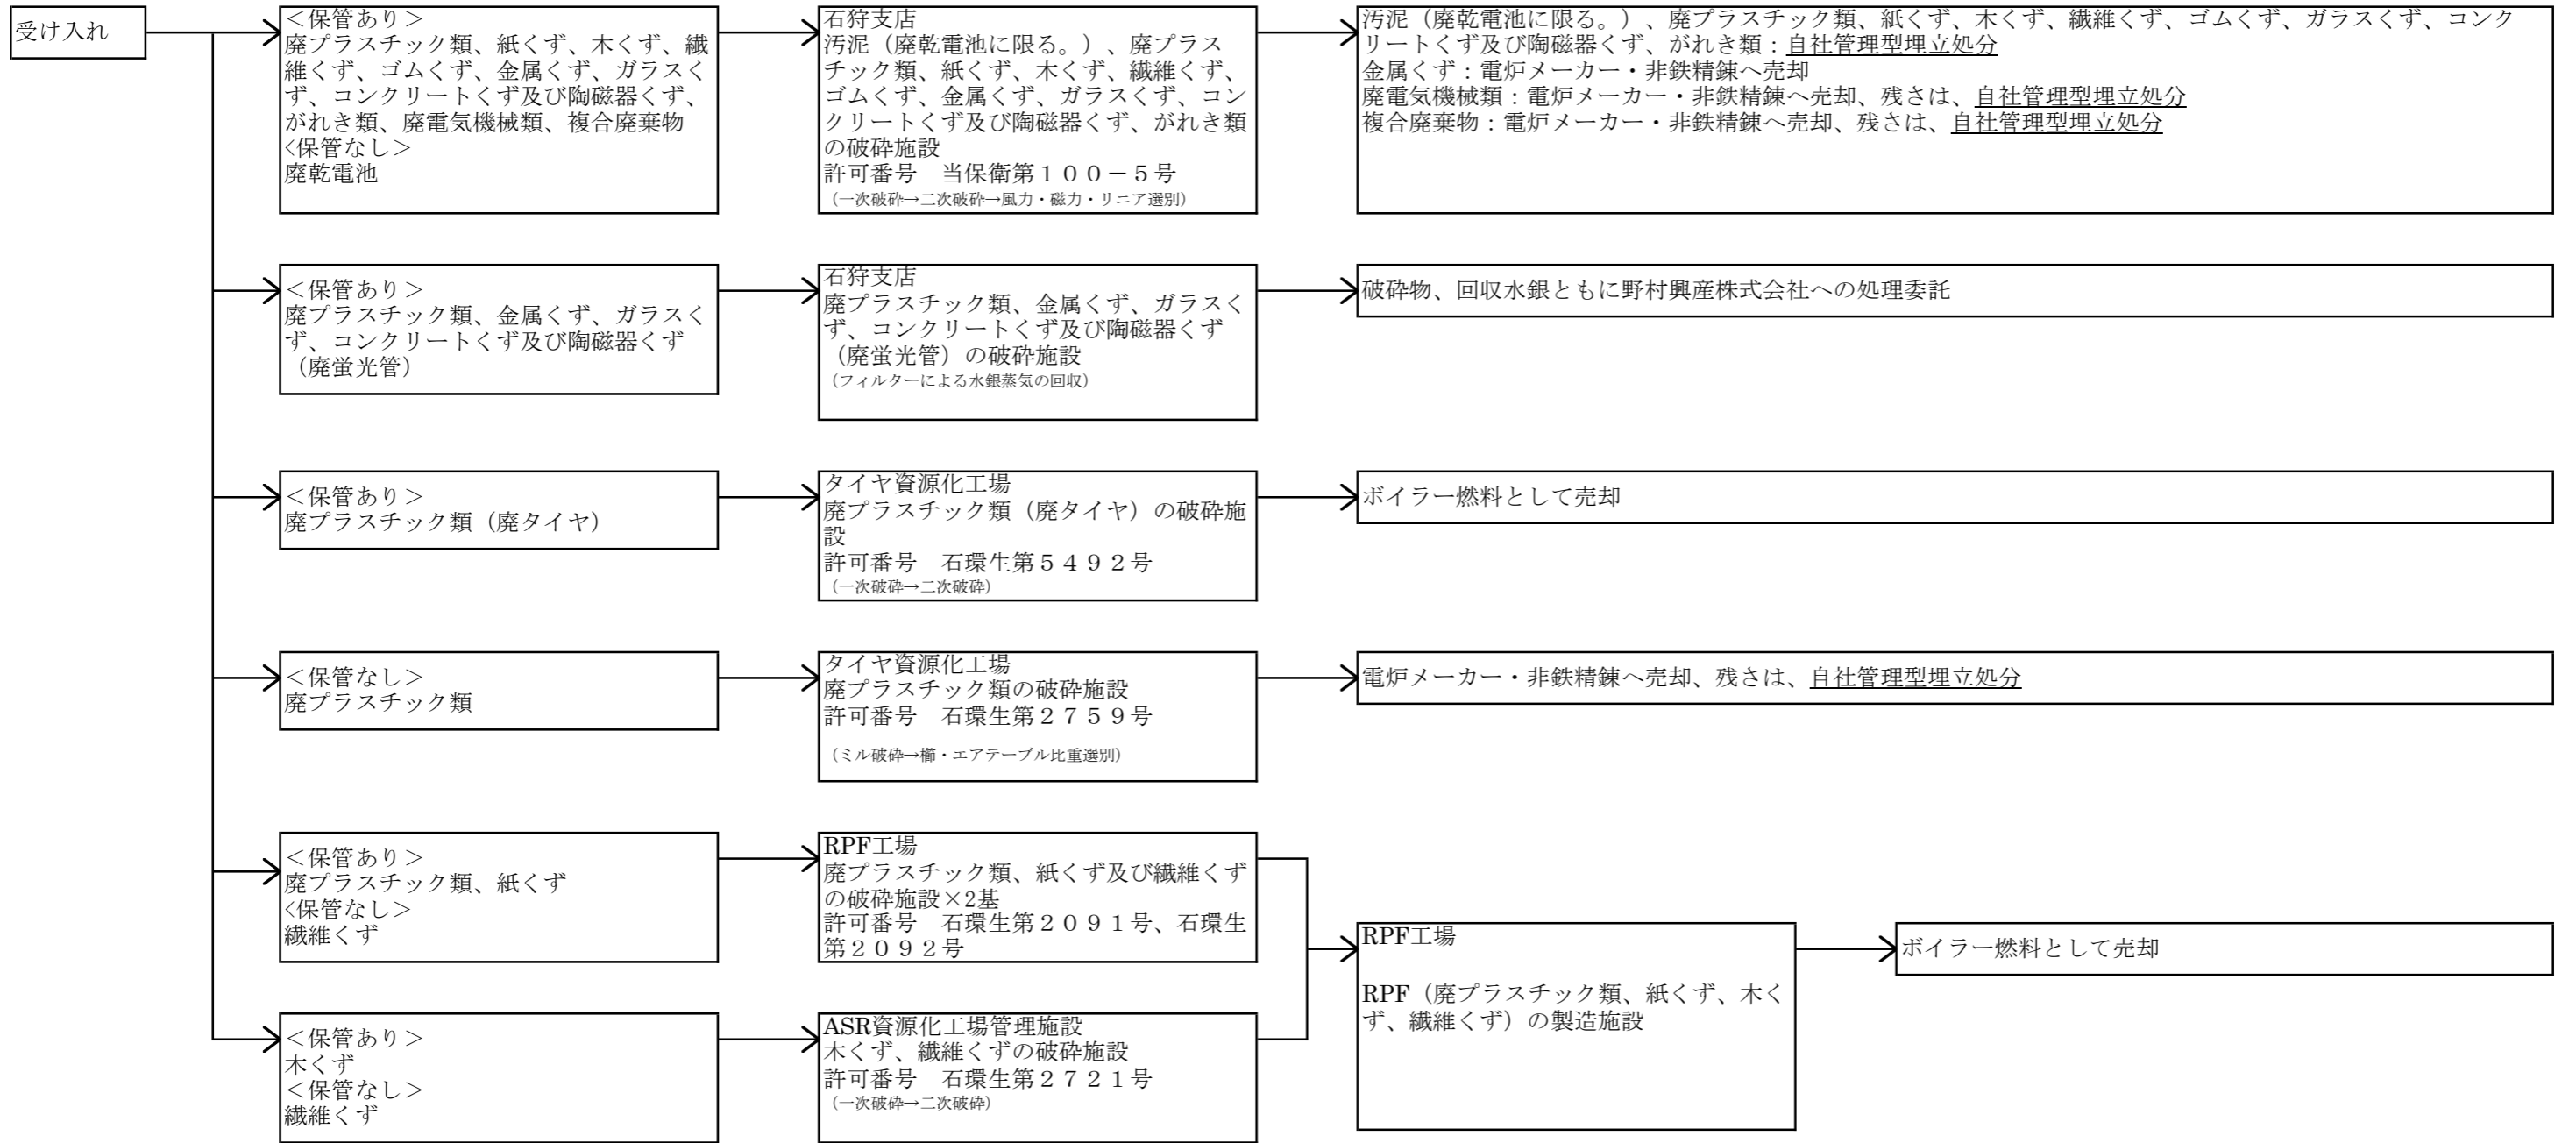 受け入れ
＜保管あり＞
廃プラスチック類、紙くず、木くず、繊
維くず、ゴムくず、金属くず、ガラスく
ず、コンクリートくず及び陶磁器くず、
がれき類、廃電気機械類、複合廃棄物
<保管なし＞
廃乾電池
石狩支店
汚泥（廃乾電池に限る。）、廃プラス
チック類、紙くず、木くず、繊維くず、
ゴムくず、金属くず、ガラスくず、コン
クリートくず及び陶磁器くず、がれき類
の破砕施設
許可番号　当保衛第１００－５号
（一次破砕→二次破砕→風力・磁力・リニア選別）
汚泥（廃乾電池に限る。）、廃プラスチック類、紙くず、木くず、繊維くず、ゴムくず、ガラスくず、コンク
リートくず及び陶磁器くず、がれき類：自社管理型埋立処分
金属くず：電炉メーカー・非鉄精錬へ売却
廃電気機械類：電炉メーカー・非鉄精錬へ売却、残さは、自社管理型埋立処分
複合廃棄物：電炉メーカー・非鉄精錬へ売却、残さは、自社管理型埋立処分
＜保管あり＞
廃プラスチック類、金属くず、ガラスく
ず、コンクリートくず及び陶磁器くず
（廃蛍光管）
石狩支店
廃プラスチック類、金属くず、ガラスく
ず、コンクリートくず及び陶磁器くず
（廃蛍光管）の破砕施設
（フィルターによる水銀蒸気の回収）
破砕物、回収水銀ともに野村興産株式会社への処理委託
＜保管あり＞
廃プラスチック類（廃タイヤ）
タイヤ資源化工場
廃プラスチック類（廃タイヤ）の破砕施
設
許可番号　石環生第５４９２号
（一次破砕→二次破砕）
ボイラー燃料として売却
＜保管なし＞
廃プラスチック類
タイヤ資源化工場
廃プラスチック類の破砕施設
許可番号　石環生第２７５９号
（ミル破砕→櫛・エアテーブル比重選別）
電炉メーカー・非鉄精錬へ売却、残さは、自社管理型埋立処分
＜保管あり＞
廃プラスチック類、紙くず
<保管なし＞
繊維くず
RPF工場
廃プラスチック類、紙くず及び繊維くず
の破砕施設×2基
許可番号　石環生第２０９１号、石環生
第２０９２号
＜保管あり＞
木くず
＜保管なし＞
繊維くず
ASR資源化工場管理施設
木くず、繊維くずの破砕施設
許可番号　石環生第２７２１号
（一次破砕→二次破砕）
RPF工場
RPF（廃プラスチック類、紙くず、木く
ず、繊維くず）の製造施設
ボイラー燃料として売却